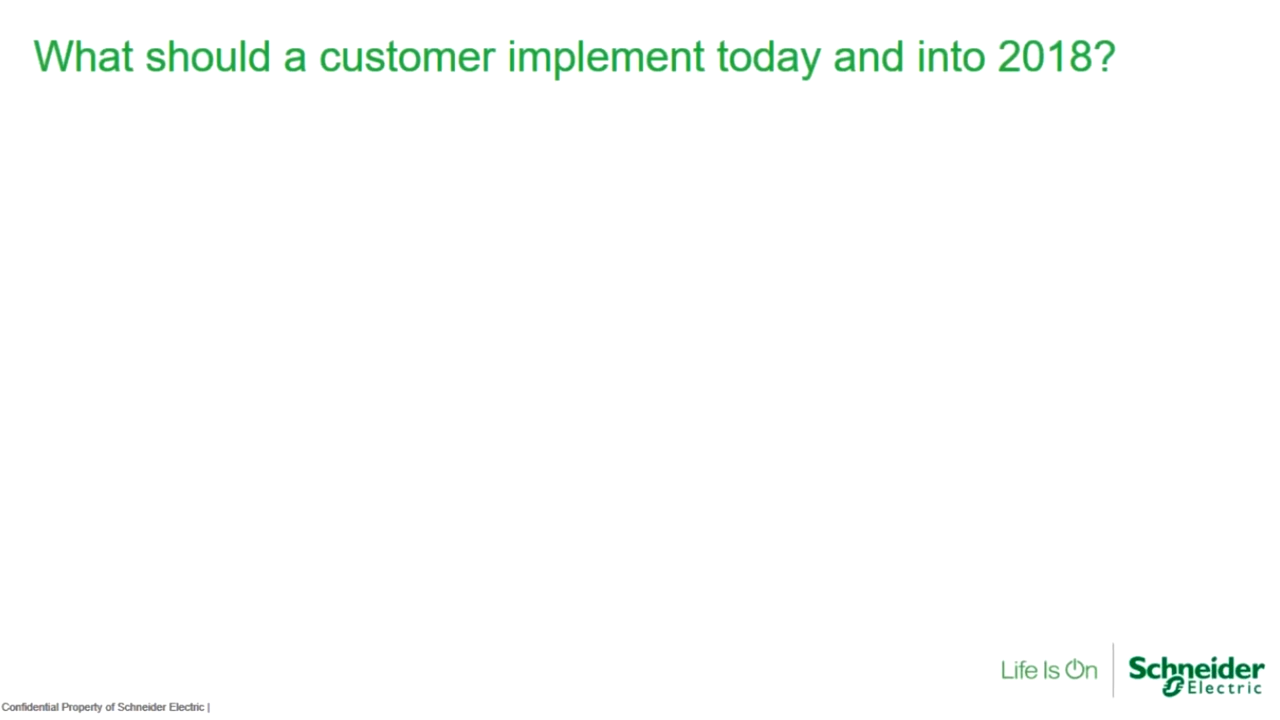 What should a customer implement today and into 2018?
Life Is On
Schneider
Electric
Confidential Property of Schneider Electric |